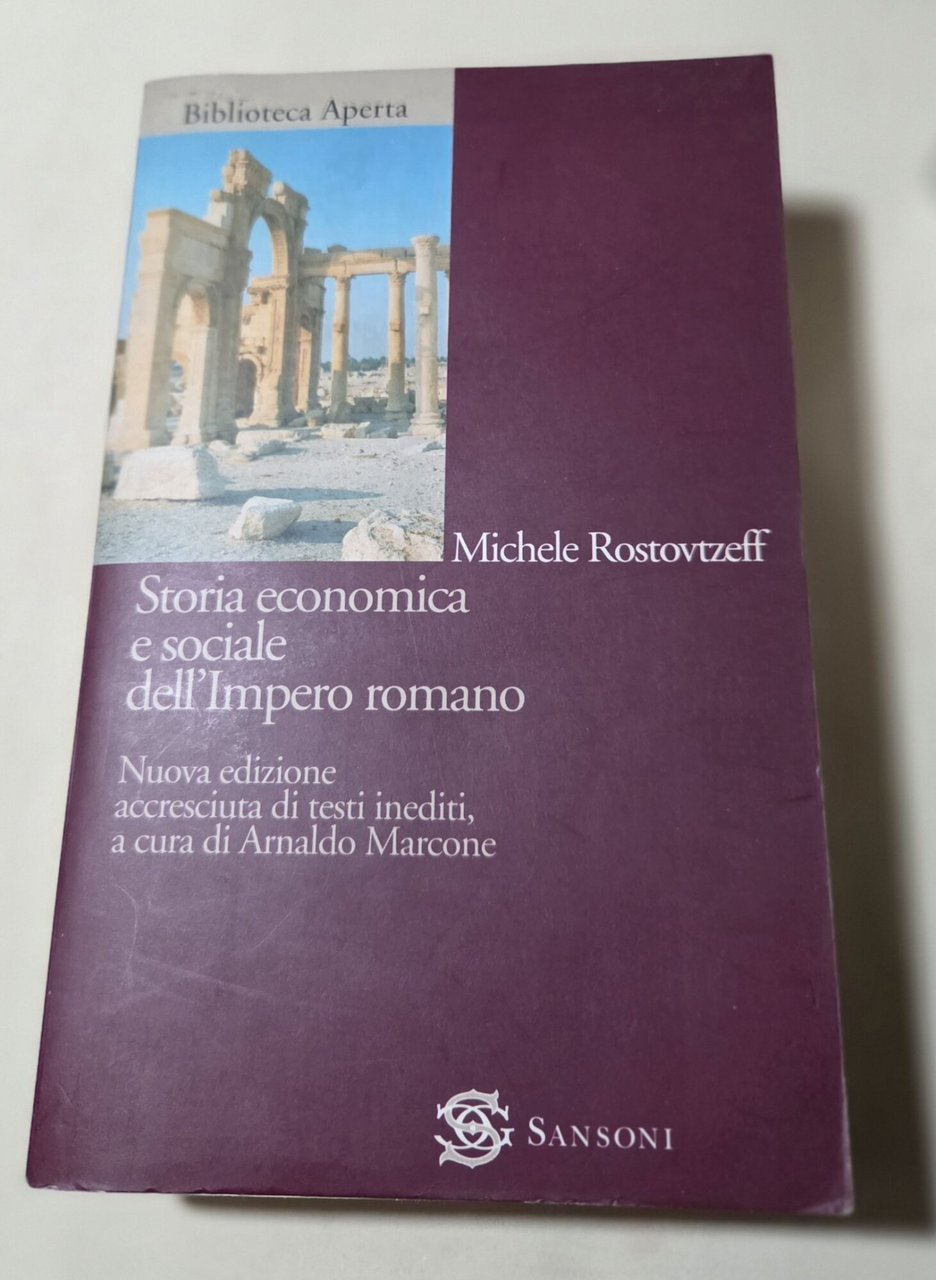 Biblioteca Aperta
Michele Rostovtzeff
Storia economica
e sociale
dell'Impero romano
Nuova edizione
accresciuta di testi inediti,
a cura di Arnaldo Marcone
SANSONI